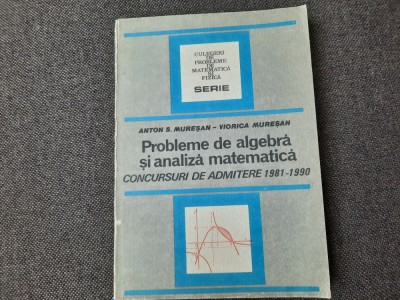 CULEGERI
DE
PROBLEME
DE
MATEMATICĂ
ȘI
FIZICĂ
SERIE
ANTON S. MUREȘAN – VIORICA MUREȘAN
Probleme de algebră
și analiză matematică
CONCURSURI DE ADMITERE 1981-1990